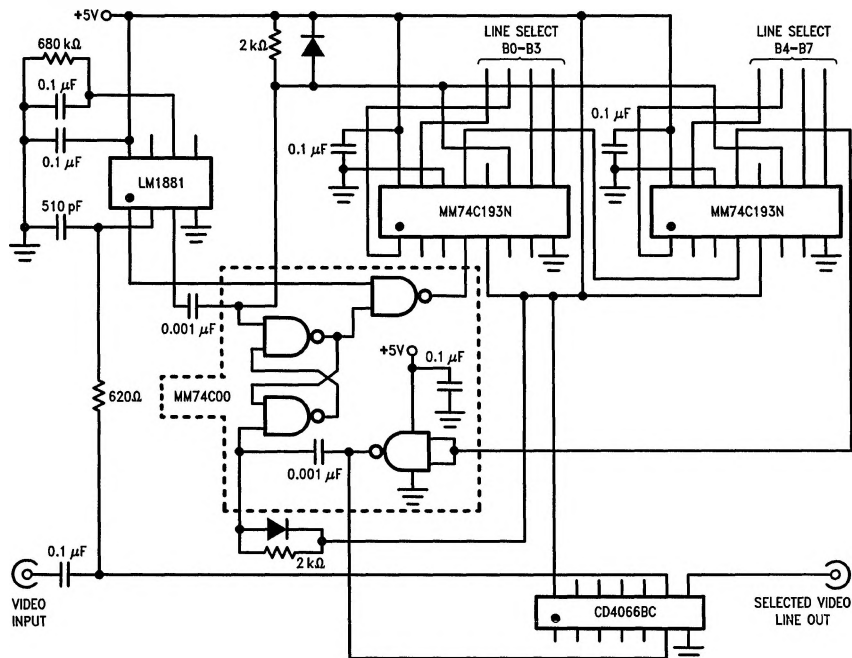 +5V
680 kΩ
0.1 μF
0.1 μF
LM1881
510 pF
2 kΩ
LINE SELECT
B0-B3
LINE SELECT
B4-B7
0.1 μF
0.1 μF
MM74C193N
MM74C193N
0.001 μF
620Ω
MM74C00
+5V
0.1 μF
0.001 μF
2 kΩ
0.1 μF
VIDEO
INPUT
CD4066BC
SELECTED VIDEO
LINE OUT